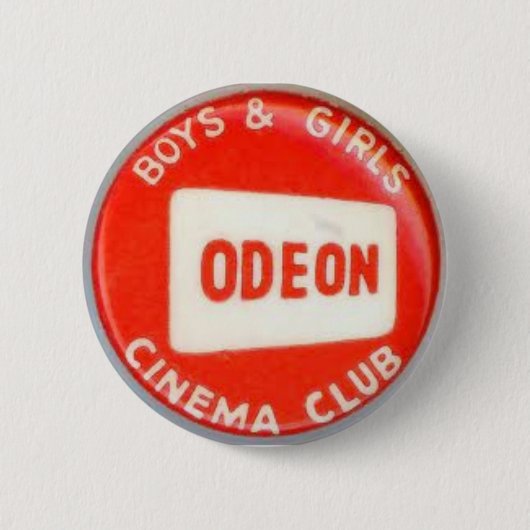 BOYS & GIRLS
ODEON
CINEMA CLUB